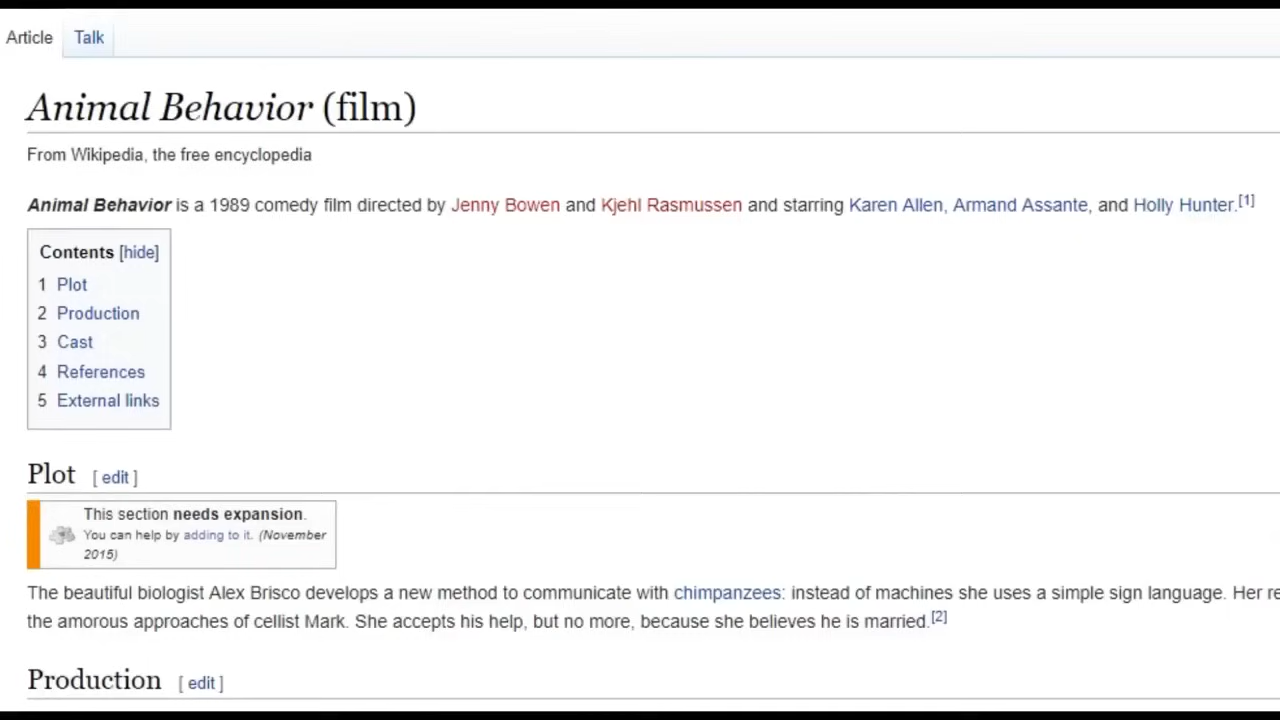 Article Talk
Animal Behavior (film)
From Wikipedia, the free encyclopedia
Animal Behavior is a 1989 comedy film directed by Jenny Bowen and Kjehl Rasmussen and starring Karen Allen, Armand Assante, and Holly Hunter.[1]
Contents [hide]
1 Plot
2 Production
3 Cast
4 References
5 External links
Plot [ edit ]
This section needs expansion.
You can help by adding to it. (November
2015)
The beautiful biologist Alex Brisco develops a new method to communicate with chimpanzees: instead of machines she uses a simple sign language. Her re
the amorous approaches of cellist Mark. She accepts his help, but no more, because she believes he is married.[2]
Production [ edit ]